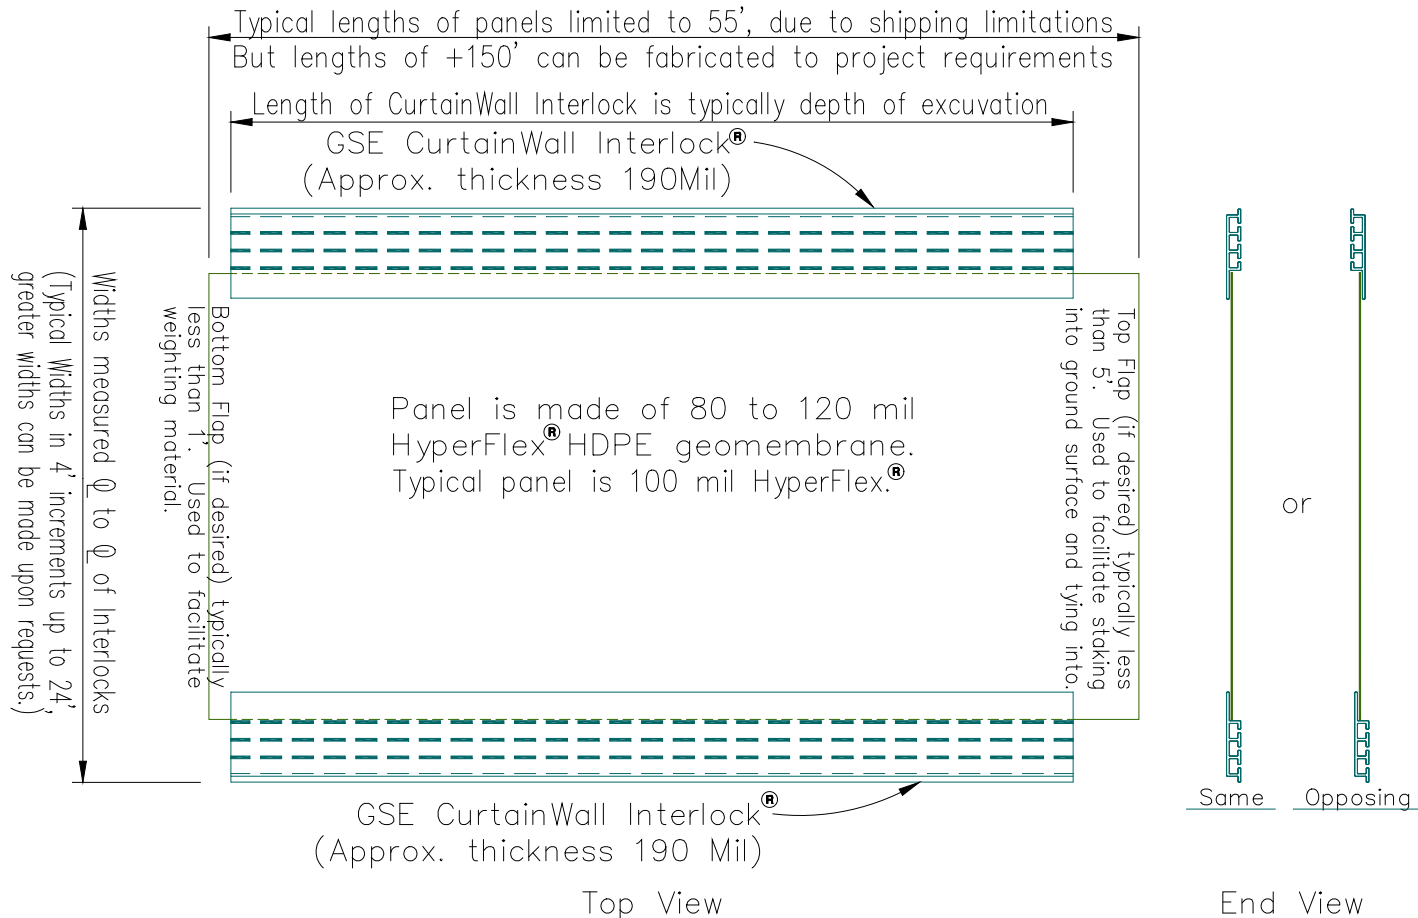 Typical lengths of panels limited to 55', due to shipping limitations
But lengths of +150' can be fabricated to project requirements
Length of CurtainWall Interlock is typically depth of excuvation
GSE CurtainWall Interlock®
(Approx. thickness 190Mil)
Widths measured ℄ to ℄ of Interlocks
(Typical Widths in 4' increments up to 24',
greater widths can be made upon requests.)
Bottom Flap (if desired) typically
less than 1'. Used to facilitate
weighting material.
Panel is made of 80 to 120 mil
HyperFlex® HDPE geomembrane.
Typical panel is 100 mil HyperFlex.®
Top Flap (if desired) typically less
than 5'. Used to facilitate staking
into ground surface and tying into.
or
Same
Opposing
GSE CurtainWall Interlock®
(Approx. thickness 190 Mil)
Top View
End View